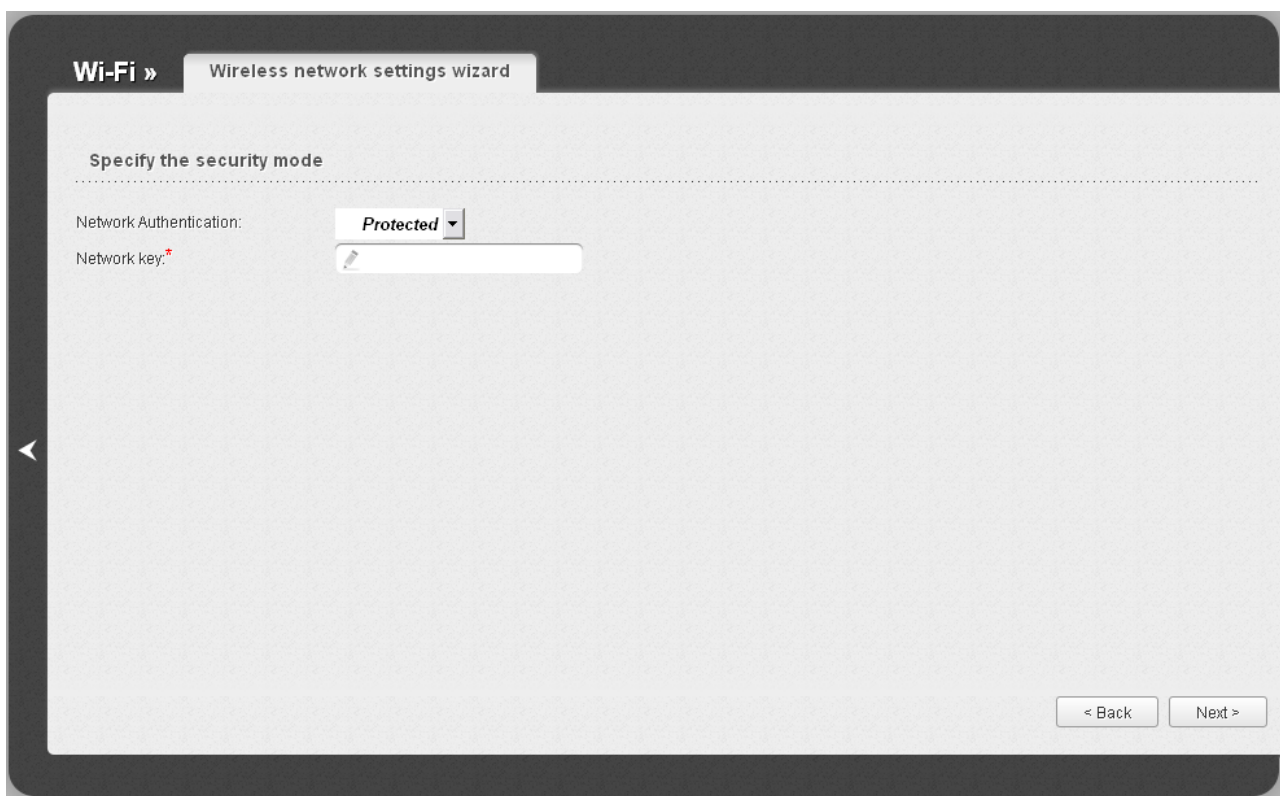 Wi-Fi » Wireless network settings wizard
Specify the security mode
Network Authentication: Protected
Network key:*
< Back Next >